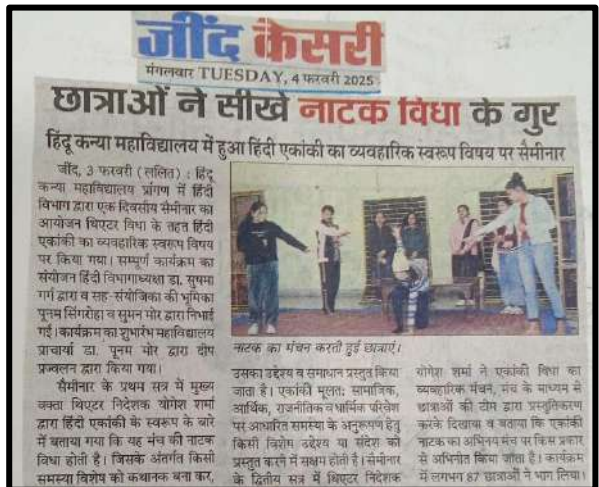 जींद केसरी
मंगलवार TUESDAY, 4 फरवरी 2025
छात्राओं ने सीखे नाटक विधा के गुर
हिंदू कन्या महाविद्यालय में हुआ हिंदी एकांकी का व्यवहारिक स्वरूप विषय पर सैमीनार
जींद, 3 फरवरी (ललित) : हिंदू
कन्या महाविद्यालय प्रांगण में हिंदी
विभाग द्वारा एक दिवसीय सैमीनार का
आयोजन थिएटर विधा के तहत हिंदी
एकांकी का व्यवहारिक स्वरूप विषय
पर किया गया। सम्पूर्ण कार्यक्रम का
संयोजन हिंदी विभागाध्यक्षा डा. सुषमा
गर्ग द्वारा व सह-संयोजिका की भूमिका
पूनम सिंगरोहा व सुमन मोर द्वारा निभाई
गई। कार्यक्रम का शुभारंभ महाविद्यालय
प्राचार्या डा. पूनम मोर द्वारा दीप
प्रज्वलन द्वारा किया गया।
सैमीनार के प्रथम सत्र में मुख्य
वक्ता थिएटर निदेशक योगेश शर्मा
द्वारा हिंदी एकांकी के स्वरूप के बारे
में बताया गया कि यह मंच की नाटक
विधा होती है। जिसके अंतर्गत किसी
समस्या विशेष को कथानक बना कर,
नाटक का मंचन करती हुई छात्राएं।
उसका उद्देश्य व समाधान प्रस्तुत किया
जाता है। एकांकी मूलत: सामाजिक,
आर्थिक, राजनीतिक व धार्मिक परिवेश
पर आधारित समस्या के अनुरूपण हेतु
किसी विशेष उद्देश्य या संदेश को
प्रस्तुत करने में सक्षम होती है। सैमीनार
के द्वितीय सत्र में थिएटर निदेशक
योगेश शर्मा ने एकांकी विधा का
व्यवहारिक मंचन, मंच के माध्यम से
छात्राओं की टीम द्वारा प्रस्तुतिकरण
करके दिखाया व बताया कि एकांकी
नाटक का अभिनय मंच पर किस प्रकार
से अभिनीत किया जाता है। कार्यक्रम
में लगभग 87 छात्राओं ने भाग लिया।